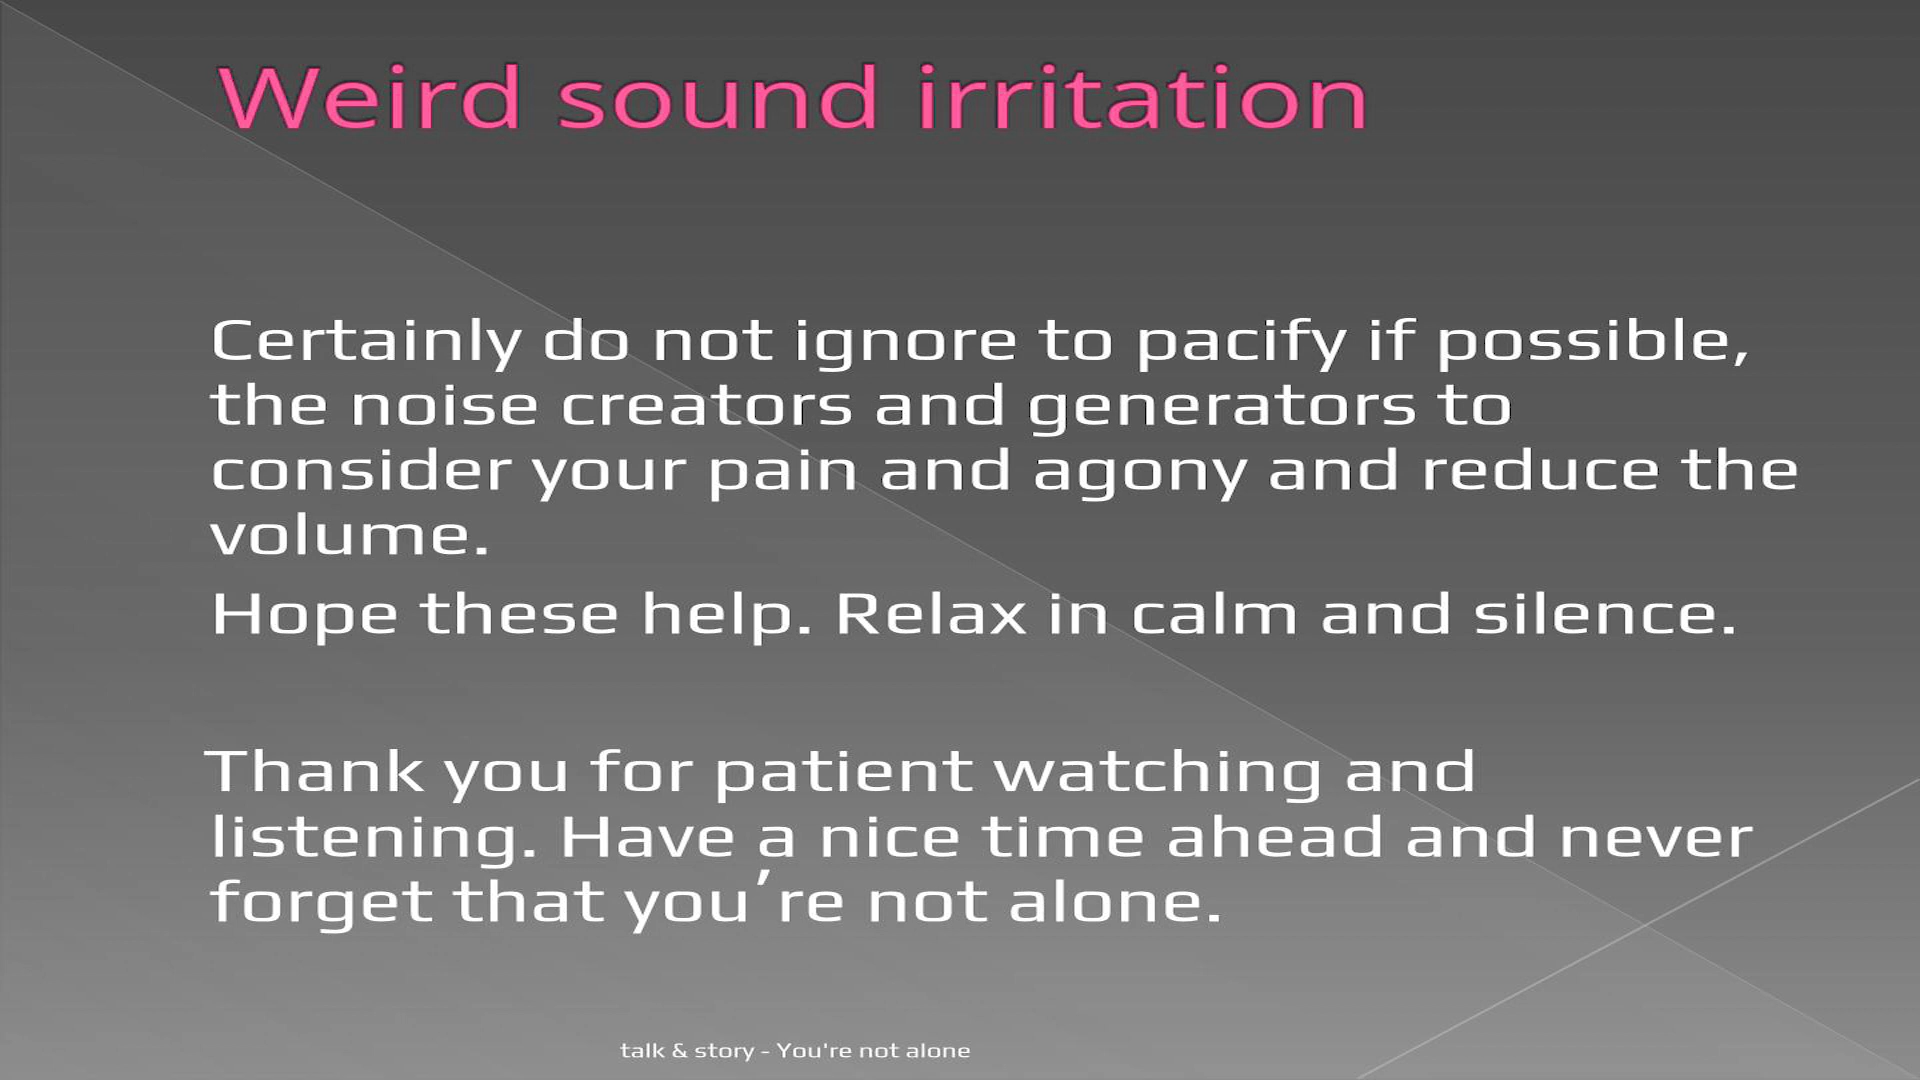 Weird sound irritation
Certainly do not ignore to pacify if possible,
the noise creators and generators to
consider your pain and agony and reduce the
volume.
Hope these help. Relax in calm and silence.
Thank you for patient watching and
listening. Have a nice time ahead and never
forget that you’re not alone.
talk & story - You're not alone